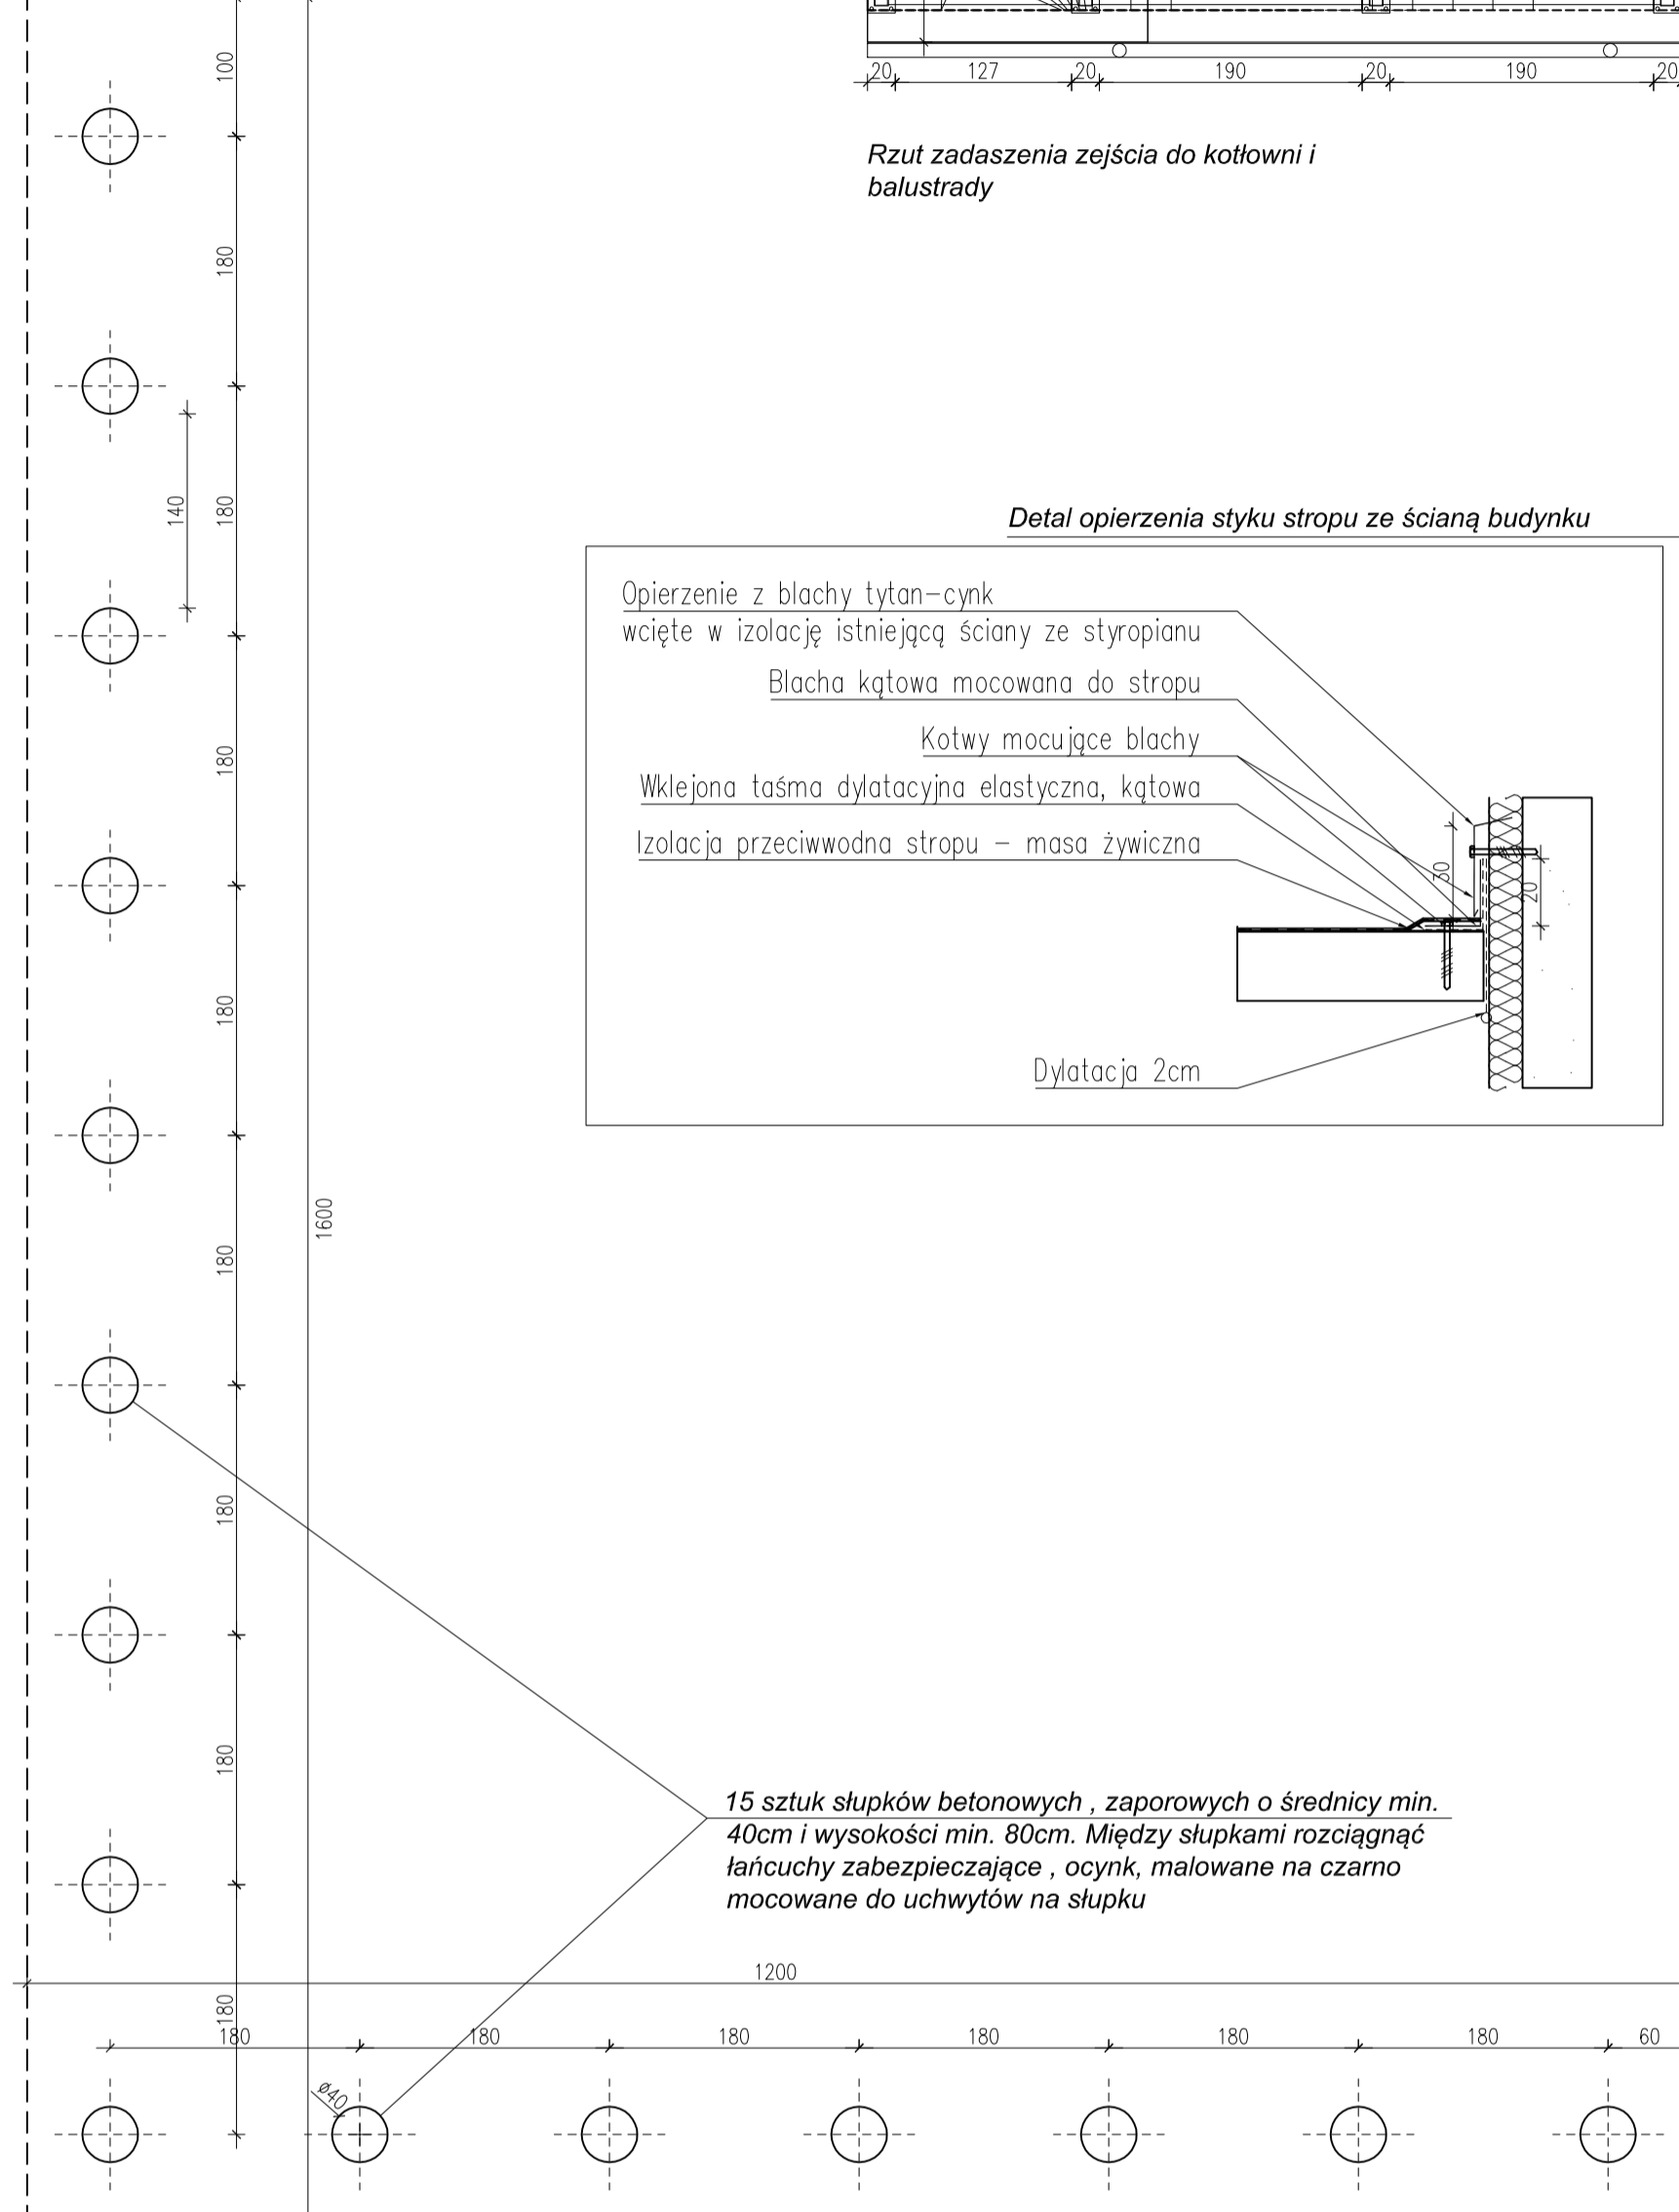 20
127
20
190
20
190
20
Rzut zadaszenia zejścia do kotłowni i
balustrady
100
180
180
140
180
180
180
180
180
180
1600
Detal opierzenia styku stropu ze ścianą budynku
Opierzenie z blachy tytan-cynk
wcięte w izolację istniejącą ściany ze styropianu
Blacha kątowa mocowana do stropu
Kotwy mocujące blachy
Wklejona taśma dylatacyjna elastyczna, kątowa
Izolacja przeciwwodna stropu – masa żywiczna
30
20
Dylatacja 2cm
15 sztuk słupków betonowych , zaporowych o średnicy min.
40cm i wysokości min. 80cm. Między słupkami rozciągnąć
łańcuchy zabezpieczające , ocynk, malowane na czarno
mocowane do uchwytów na słupku
1200
180
180
180
180
180
180
60
ø40